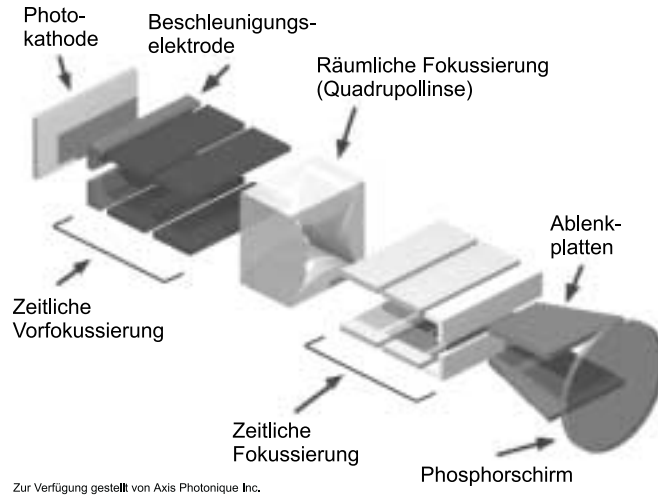 Photo-
kathode
Beschleunigungs-
elektrode
Räumliche Fokussierung
(Quadrupollinse)
Ablenk-
platten
Zeitliche
Vorfokussierung
Zeitliche
Fokussierung
Phosphorschirm
Zur Verfügung gestellt von Axis Photonique Inc.